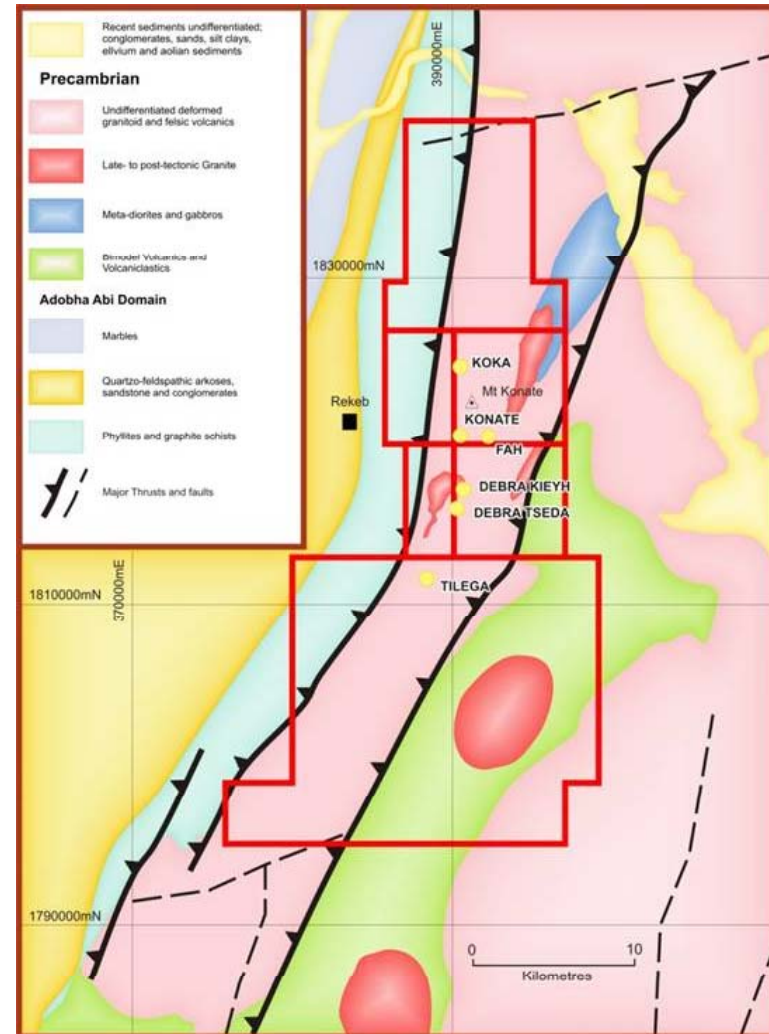 Recent sediments undifferentiated;
conglomerates, sands, silt clays,
ellvium and aolian sediments
Precambrian
Undifferentiated deformed
granitoid and felsic volcanics
Late- to post-tectonic Granite
Meta-diorites and gabbros
Bimodel Volcanics and
Volcaniclastics
Adobha Abi Domain
Marbles
Quartzo-feldspathic arkoses,
sandstone and conglomerates
Phyllites and graphite schists
Major Thrusts and faults
390000mE
1830000mN
KOKA
Mt Konate
Rekeb
KONATE
FAH
DEBRA KIEYH
DEBRA TSEDA
TILEGA
370000mE
1810000mN
1790000mN
0 10
Kilometres